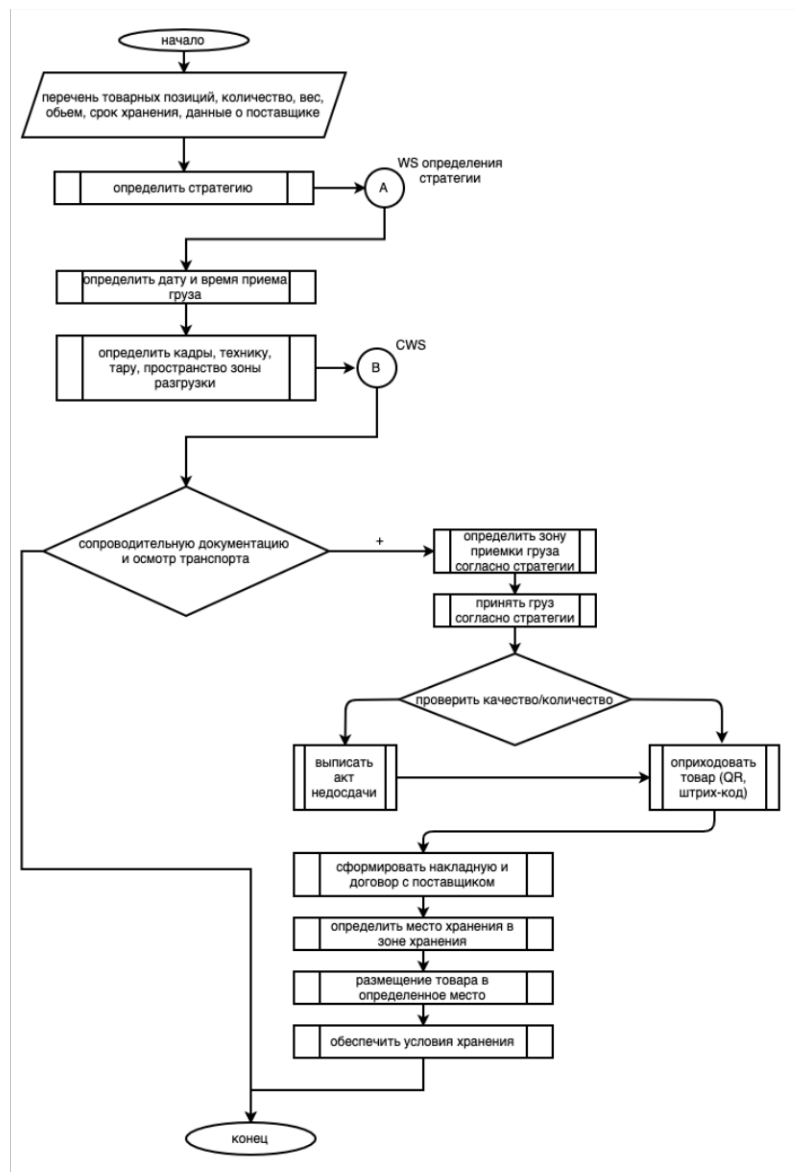 начало
перечень товарных позиций, количество, вес,
обьем, срок хранения, данные о поставщике
WS определения
стратегии
определить стратегию
A
определить дату и время приема
груза
CWS
определить кадры, технику,
тару, пространство зоны
разгрузки
B
сопроводительную документацию
и осмотр транспорта
+
определить зону
приемки груза
согласно стратегии
принять груз
согласно стратегии
проверить качество/количество
выписать
акт
недосдачи
оприходовать
товар (QR,
штрих-код)
сформировать накладную и
договор с поставщиком
определить место хранения в
зоне хранения
размещение товара в
определенное место
обеспечить условия хранения
конец